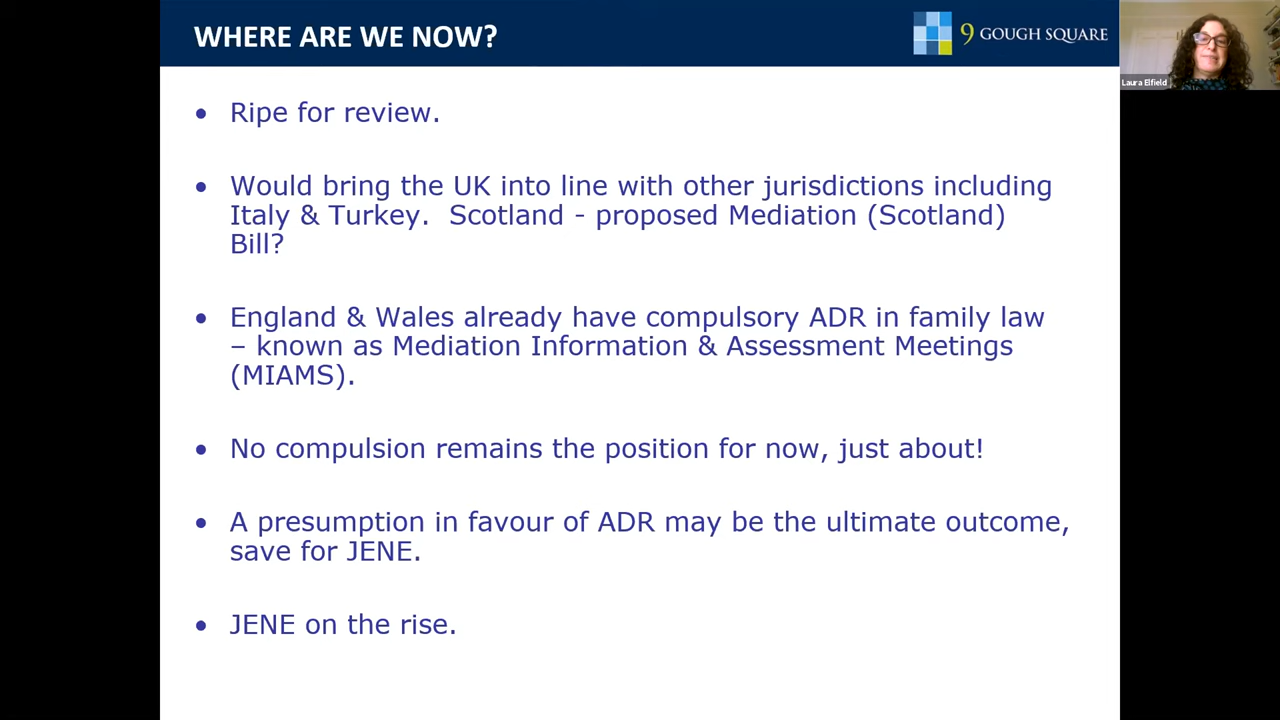 WHERE ARE WE NOW?
9 GOUGH SQUARE
Laura Elfield
• Ripe for review.
• Would bring the UK into line with other jurisdictions including
Italy & Turkey.  Scotland - proposed Mediation (Scotland)
Bill?
• England & Wales already have compulsory ADR in family law
– known as Mediation Information & Assessment Meetings
(MIAMS).
• No compulsion remains the position for now, just about!
• A presumption in favour of ADR may be the ultimate outcome,
save for JENE.
• JENE on the rise.